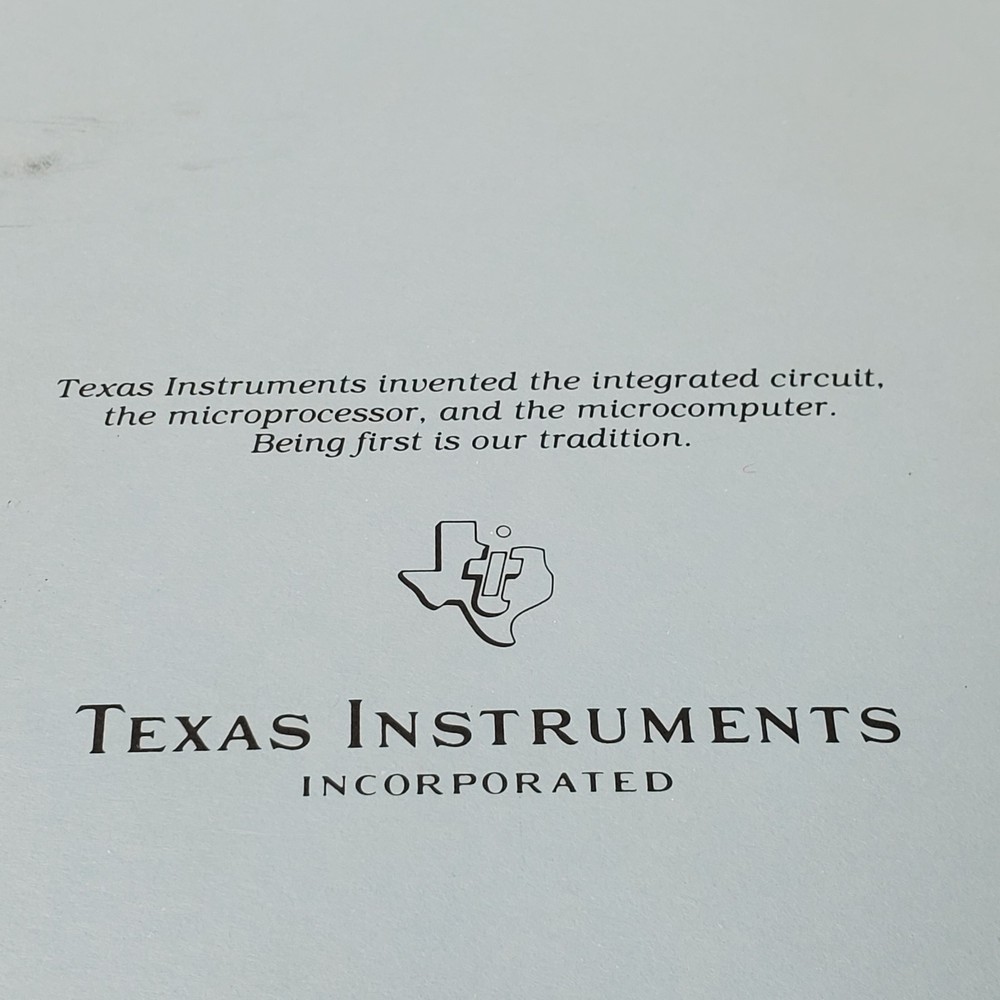 Texas Instruments invented the integrated circuit,
the microprocessor, and the microcomputer.
Being first is our tradition.
ti
TEXAS INSTRUMENTS
INCORPORATED